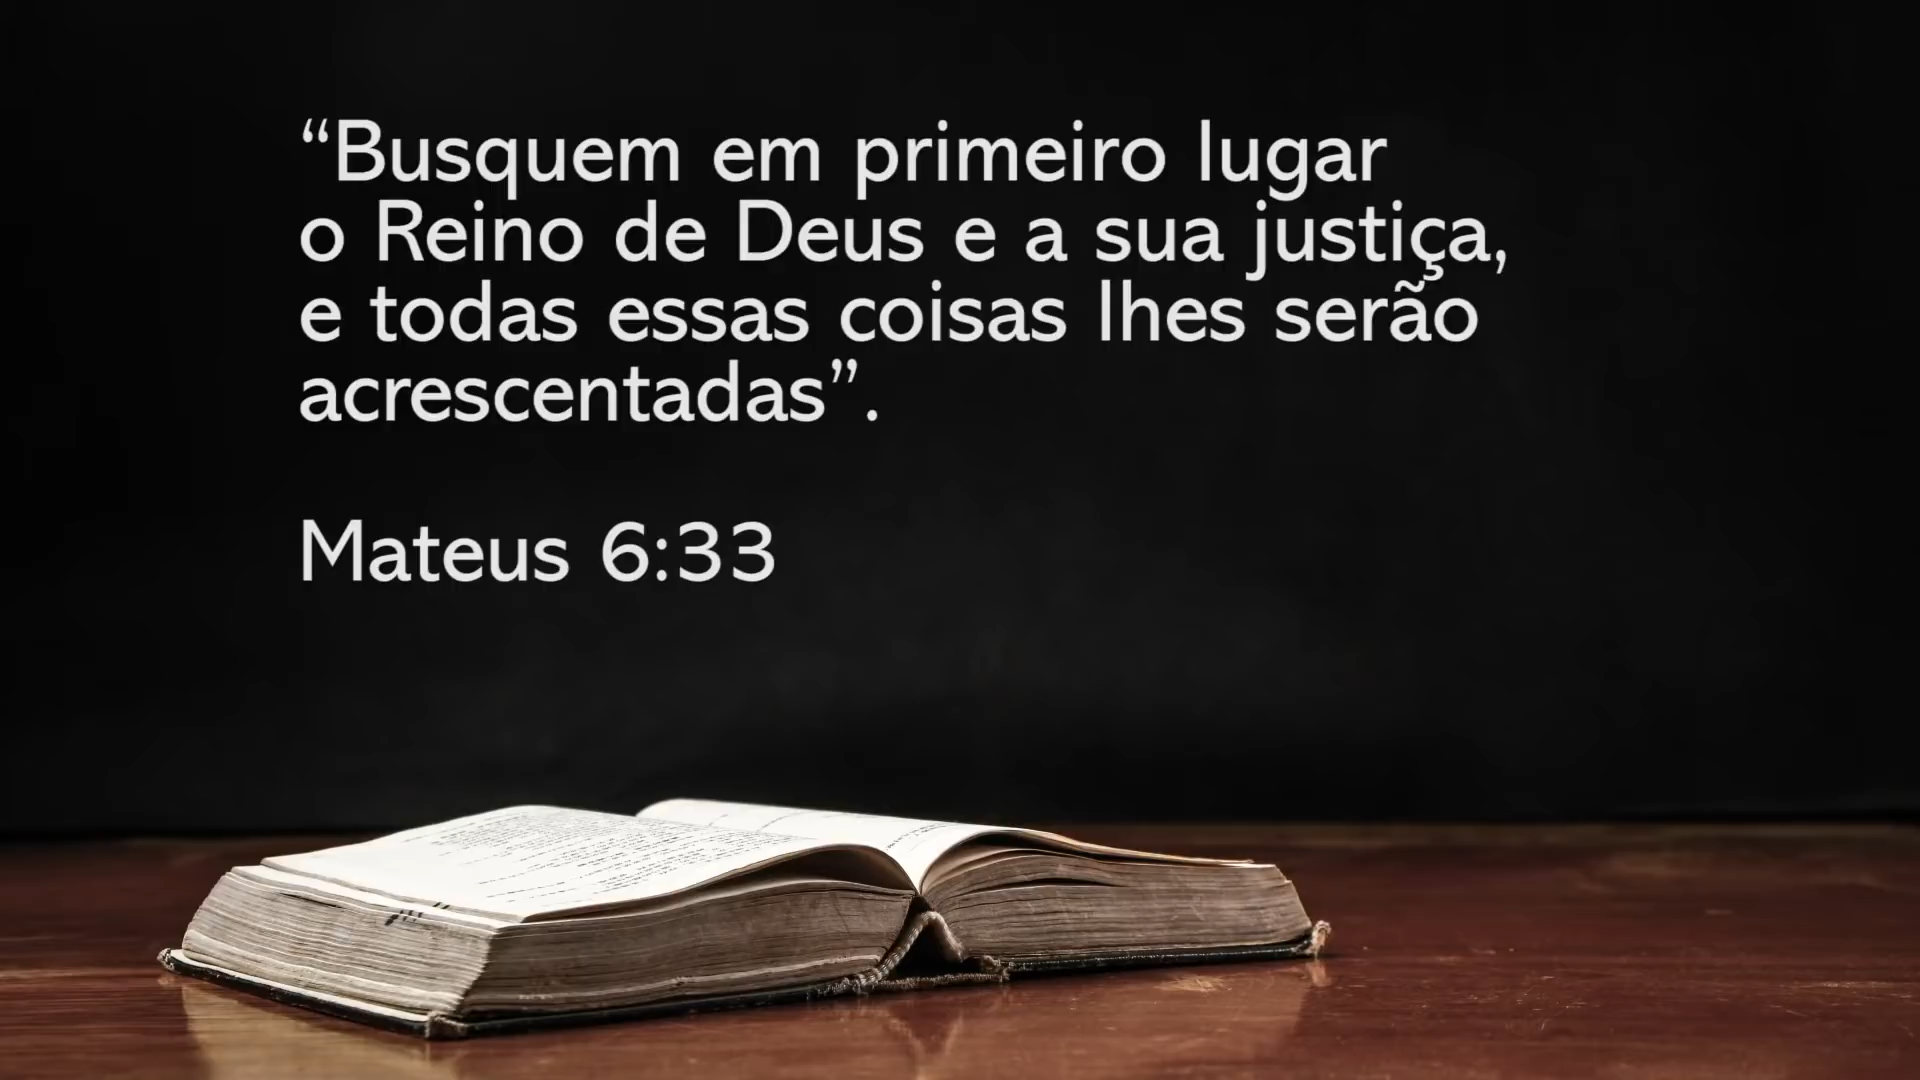 “Busquem em primeiro lugar
o Reino de Deus e a sua justiça,
e todas essas coisas lhes serão
acrescentadas”.
Mateus 6:33